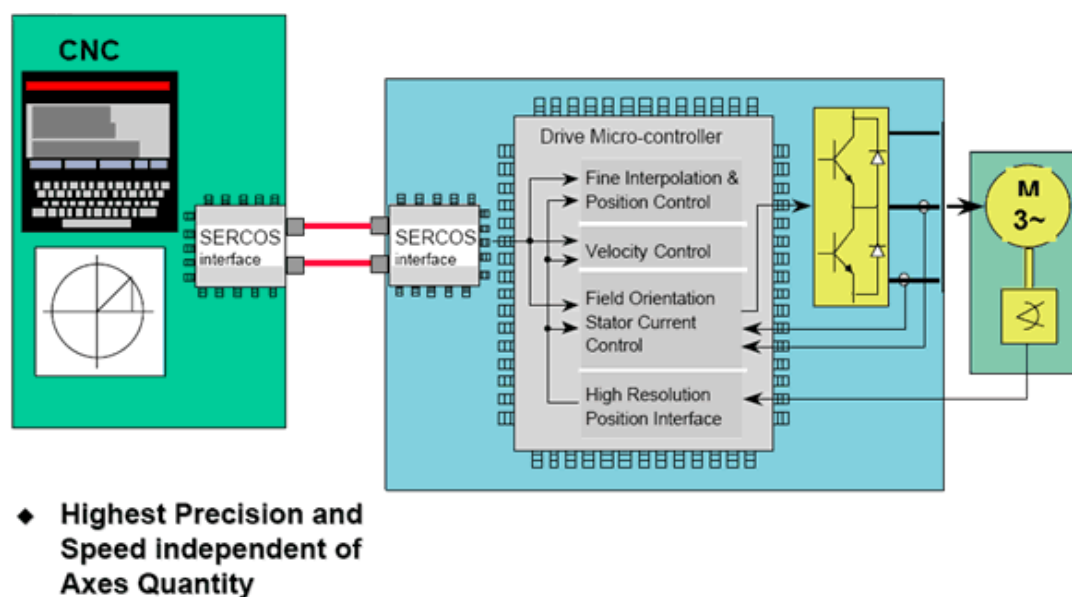 CNC
SERCOS
interface
SERCOS
interface
Drive Micro-controller
Fine Interpolation &
Position Control
Velocity Control
Field Orientation
Stator Current
Control
High Resolution
Position Interface
M
3~
◆ Highest Precision and
Speed independent of
Axes Quantity